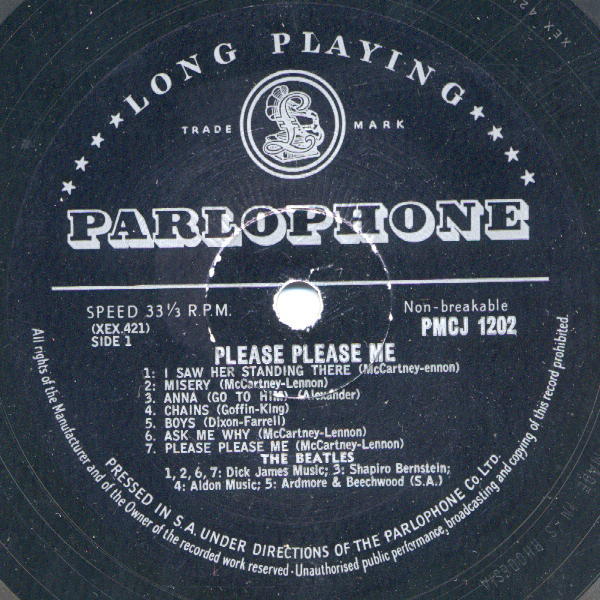 LONG PLAYING
TRADE MARK
PARLOPHONE
SPEED 33⅓ R.P.M.
(XEX.421)
SIDE 1
Non-breakable
PMCJ 1202
PLEASE PLEASE ME
1: I SAW HER STANDING THERE (McCartney-ennon)
2: MISERY (McCartney-Lennon)
3. ANNA (GO TO HIM) (Alexander)
4. CHAINS (Goffin-King)
5. BOYS (Dixon-Farrell)
6. ASK ME WHY (McCartney-Lennon)
7. PLEASE PLEASE ME (McCartney-Lennon)
THE BEATLES
1, 2, 6, 7: Dick James Music; 3: Shapiro Bernstein;
4: Aldon Music; 5: Ardmore & Beechwood (S.A.)
PRESSED IN S.A. UNDER DIRECTIONS OF THE PARLOPHONE CO. LTD.
All rights of the Manufacturer and of the Owner of the recorded work reserved · Unauthorised public performance, broadcasting and copying of this record prohibited.